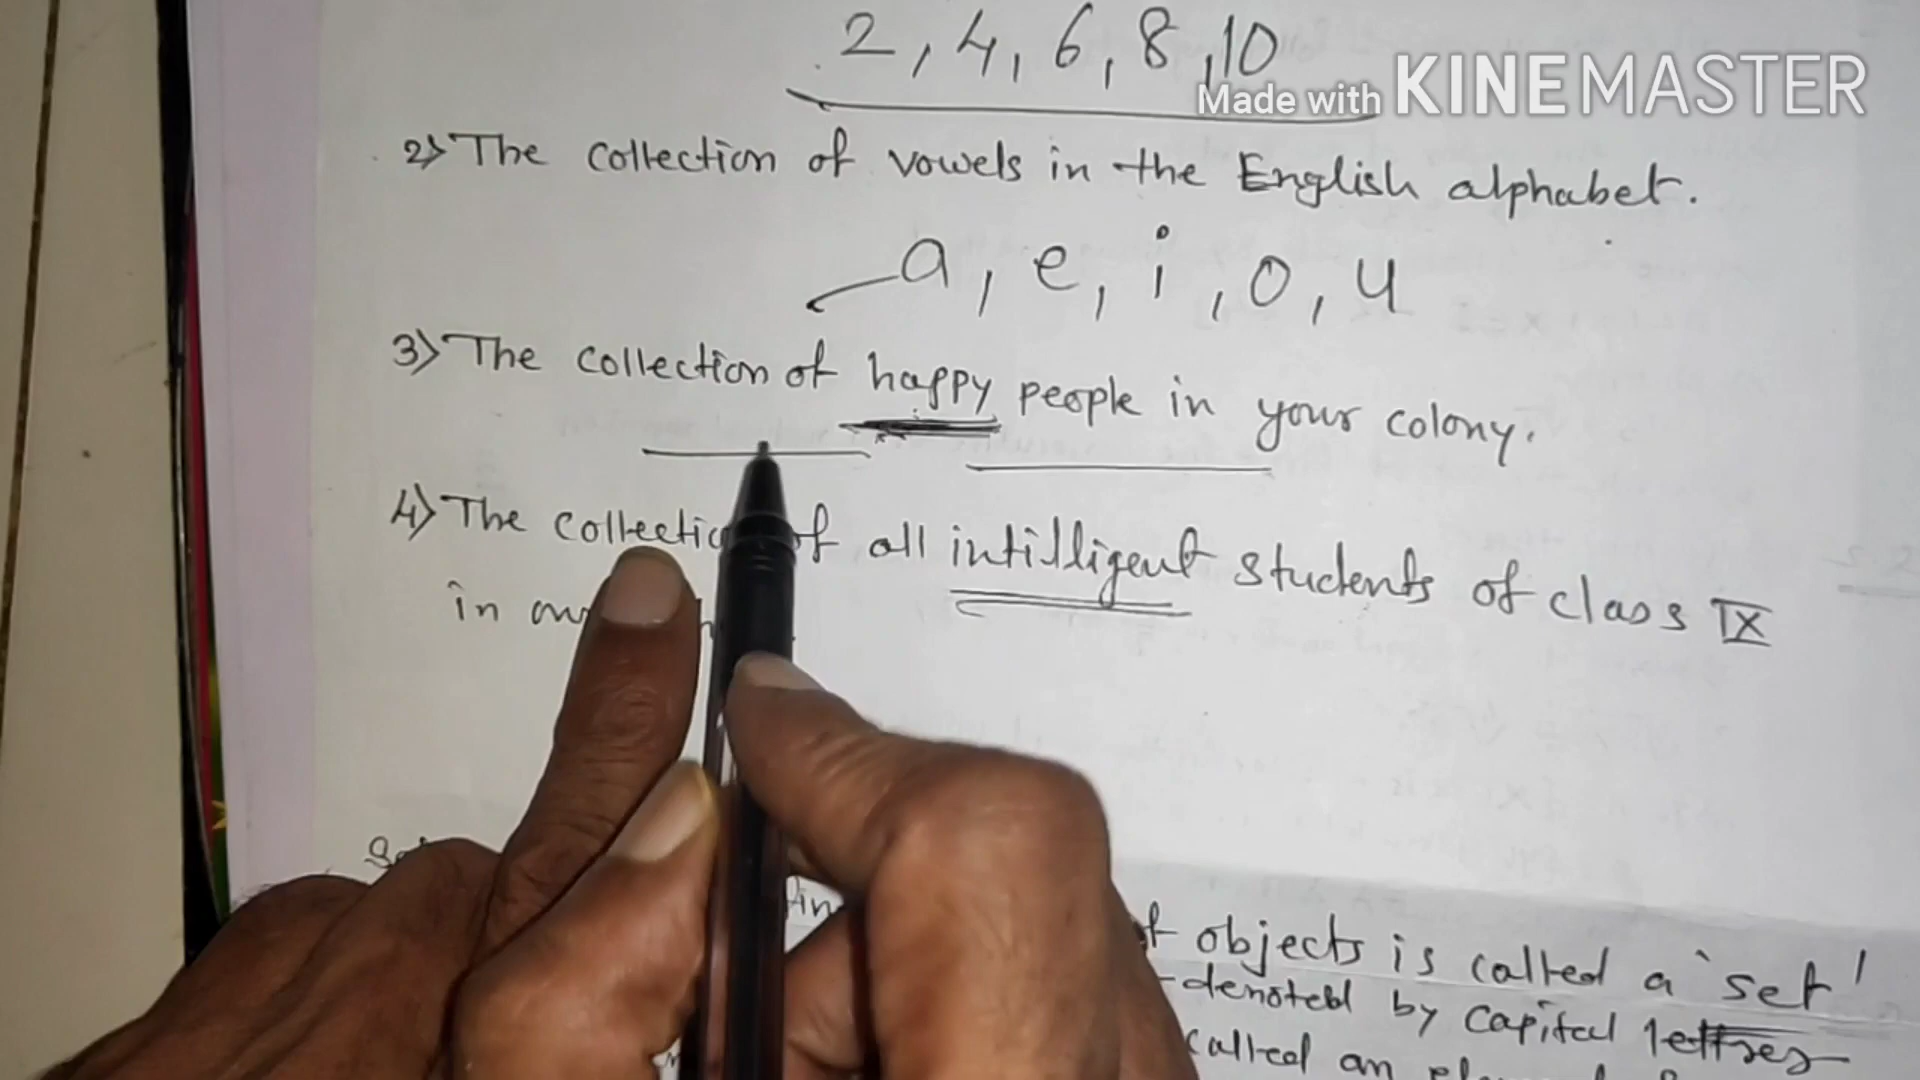 2, 4, 6, 8, 10
Made with KINEMASTER
2) The collection of vowels in the English alphabet.
a, e, i, o, u
3) The collection of happy people in your colony.
4) The collectio of all intilligent students of class IX
in
of objects is called a 'set'
denoted by capital
called an